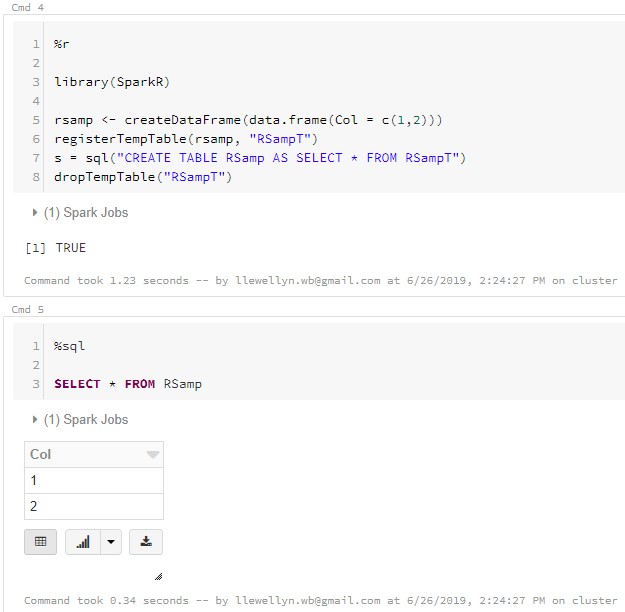 Cmd 4
1 %r
2
3 library(SparkR)
4
5 rsamp <- createDataFrame(data.frame(Col = c(1,2)))
6 registerTempTable(rsamp, "RSampT")
7 s = sql("CREATE TABLE RSamp AS SELECT * FROM RSampT")
8 dropTempTable("RSampT")
(1) Spark Jobs
[1] TRUE
Command took 1.23 seconds -- by llewellyn.wb@gmail.com at 6/26/2019, 2:24:27 PM on cluster
Cmd 5
1 %sql
2
3 SELECT * FROM RSamp
(1) Spark Jobs
Col
1
2
Command took 0.34 seconds -- by llewellyn.wb@gmail.com at 6/26/2019, 2:24:27 PM on cluster